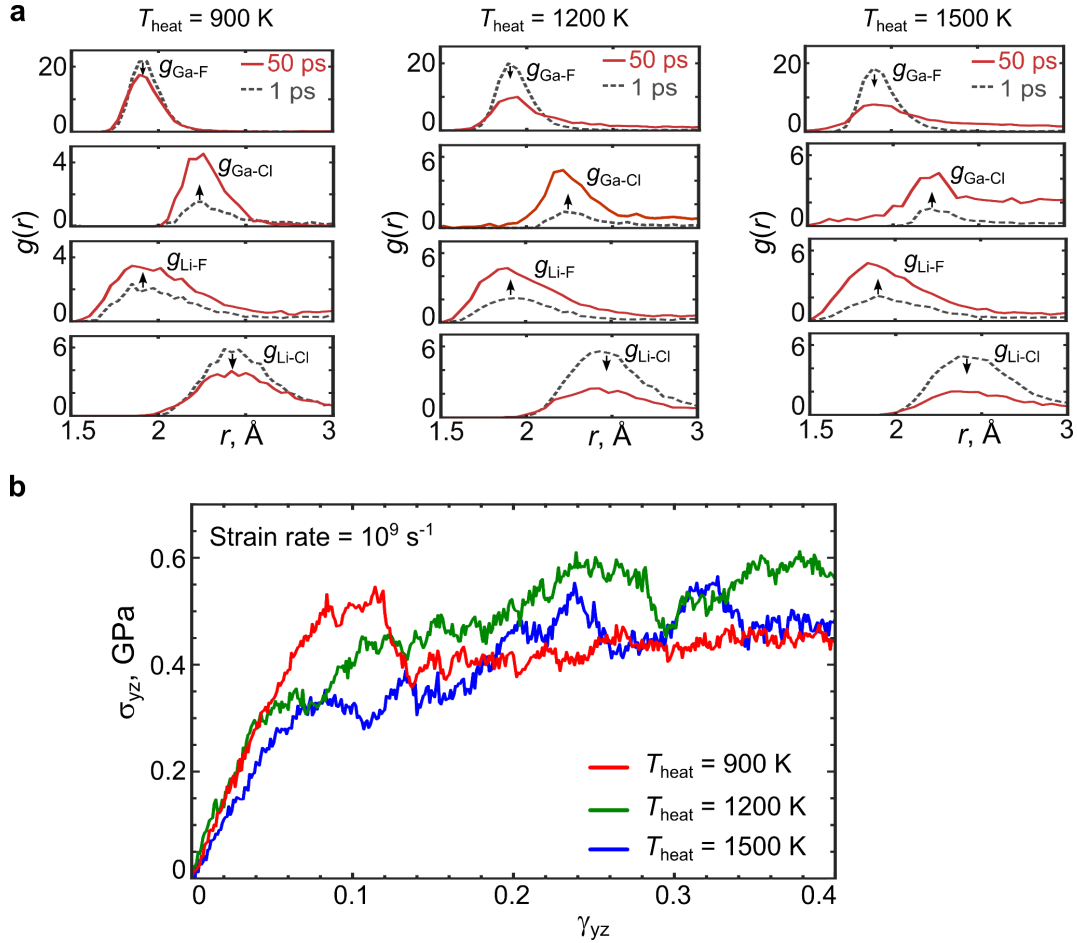 a
T_heat = 900 K
T_heat = 1200 K
T_heat = 1500 K
g(r)
20
0
g_Ga-F
50 ps
1 ps
4
0
g_Ga-Cl
4
0
g_Li-F
6
0
g_Li-Cl
1.5 2 r, Å 3
g(r)
20
10
0
g_Ga-F
50 ps
1 ps
6
0
g_Ga-Cl
6
0
g_Li-F
6
0
g_Li-Cl
1.5 2 r, Å 3
g(r)
20
10
0
g_Ga-F
50 ps
1 ps
6
0
g_Ga-Cl
6
0
g_Li-F
6
0
g_Li-Cl
1.5 2 r, Å 3
b
Strain rate = 10⁹ s⁻¹
σ_yz, GPa
0.6
0.4
0.2
0
T_heat = 900 K
T_heat = 1200 K
T_heat = 1500 K
0 0.1 0.2 0.3 0.4
γ_yz